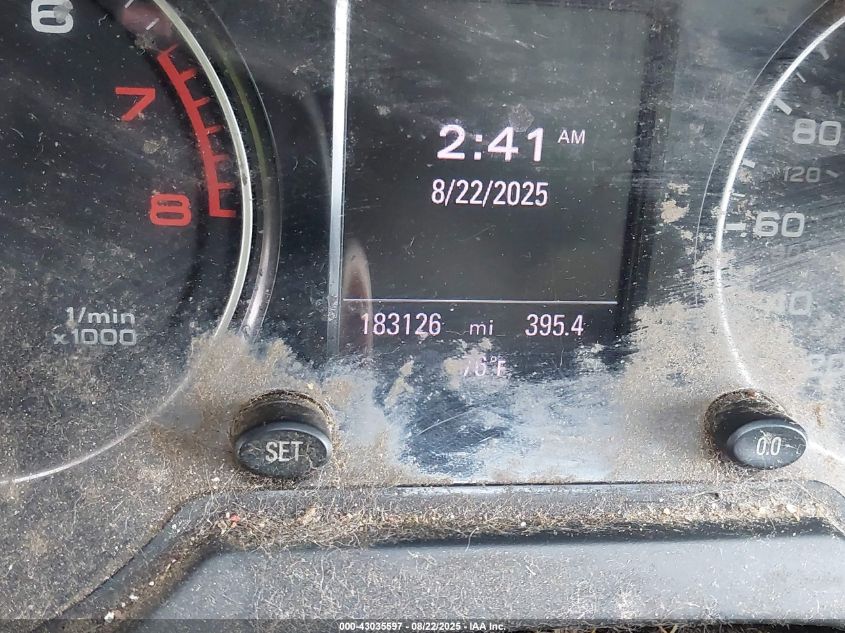 6
7
8
1/min
x1000
2:41 AM
8/22/2025
183126 mi 395.4
76°F
SET
80
120
60
0.0
000-43035597 - 08/22/2025 - IAA, Inc.